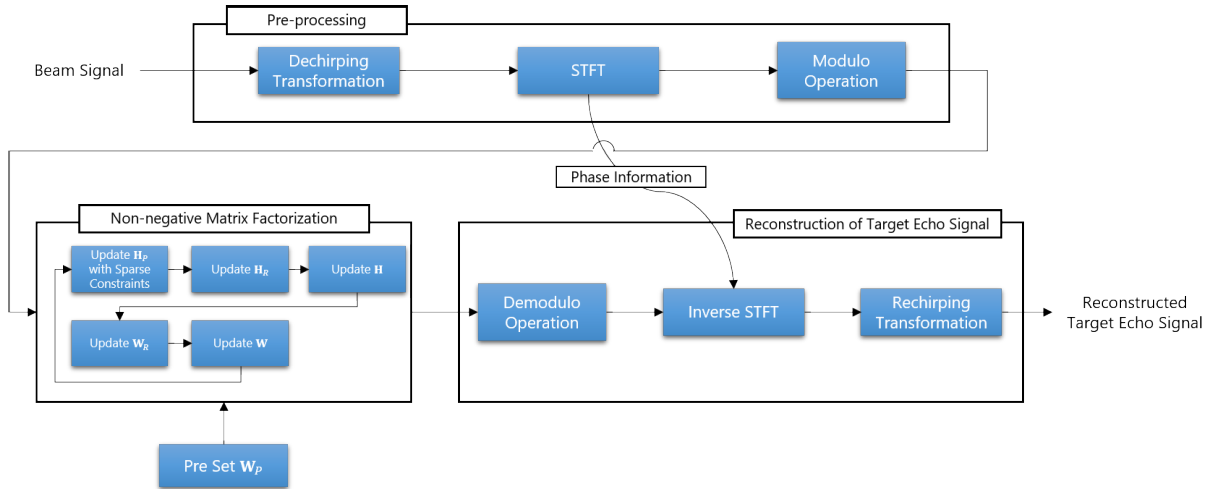 Pre-processing
Beam Signal
Dechirping
Transformation
STFT
Modulo
Operation
Phase Information
Non-negative Matrix Factorization
Update H_P
with Sparse
Constraints
Update H_R
Update H
Update W_R
Update W
Pre Set W_P
Reconstruction of Target Echo Signal
Demodulo
Operation
Inverse STFT
Rechirping
Transformation
Reconstructed
Target Echo Signal